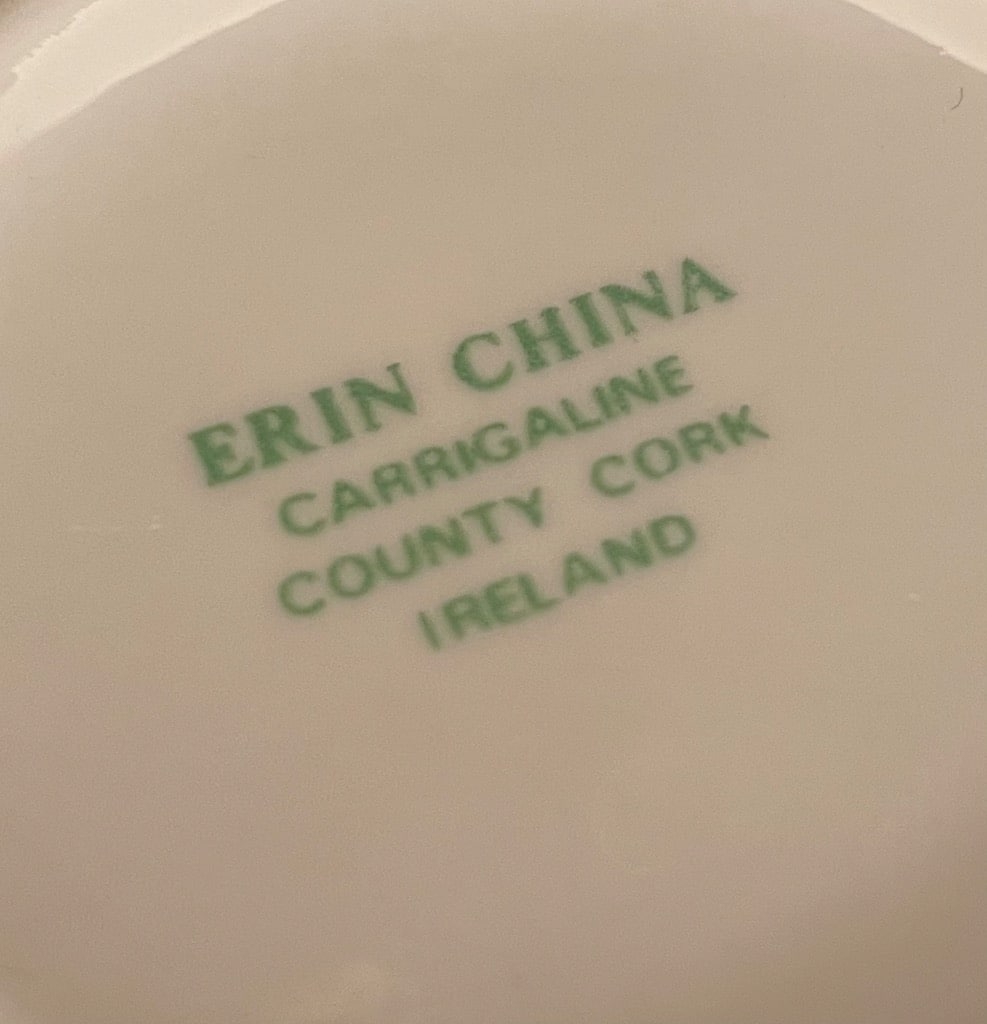 ERIN CHINA
CARRIGALINE
COUNTY CORK
IRELAND